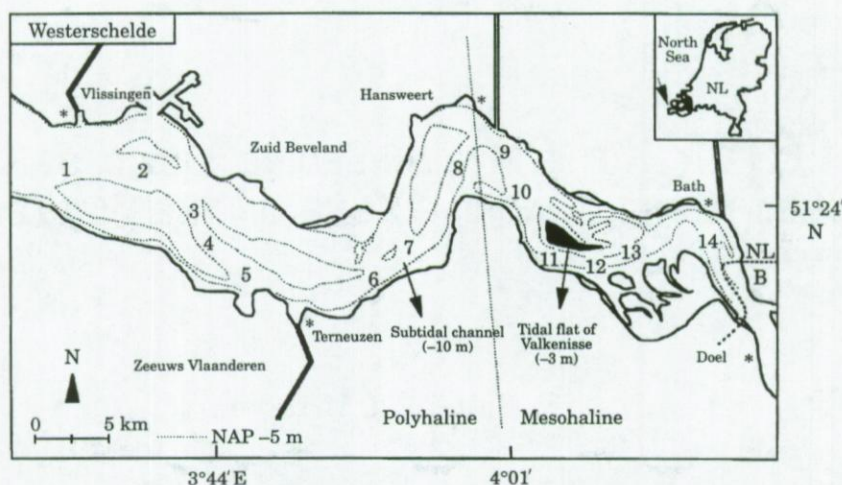 Westerschelde
North
Sea
NL
Vlissingen
*
Hansweert
*
Zuid Beveland
1
2
3
4
5
6
7
8
9
10
11
12
13
14
Bath
*
51°24′
N
NL
B
Subtidal channel
(–10 m)
Tidal flat of
Valkenisse
(–3 m)
*
Terneuzen
Doel
*
Zeeuws Vlaanderen
N
0 5 km
NAP –5 m
Polyhaline
Mesohaline
3°44′ E
4°01′